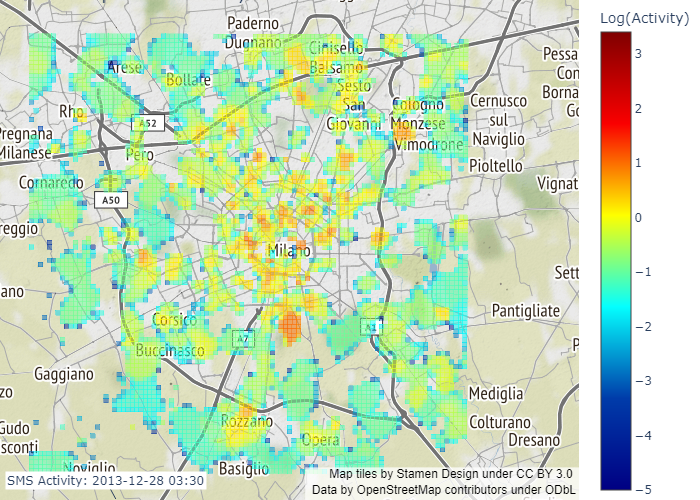 Log(Activity)
3
2
1
0
−1
−2
−3
−4
−5
Paderno
Dugnano
Cinisello
Balsamo
Arese
Bollate
Sesto
San
Giovanni
Cologno
Monzese
Vimodrone
Cernusco
sul
Naviglio
Pessa
Con
Borna
Go
Rho
A52
Pregnana
Milanese
Pero
Pioltello
Cornaredo
A50
Vignat
reggio
Milano
Sett
ano
Pantigliate
Corsico
A7
A1
Buccinasco
P
Gaggiano
zo
Mediglia
Rozzano
Colturano
Gudo
Opera
Dresano
sconti
Noviglio
Basiglio
SMS Activity: 2013-12-28 03:30
Map tiles by Stamen Design under CC BY 3.0
Data by OpenStreetMap contributors under ODbL